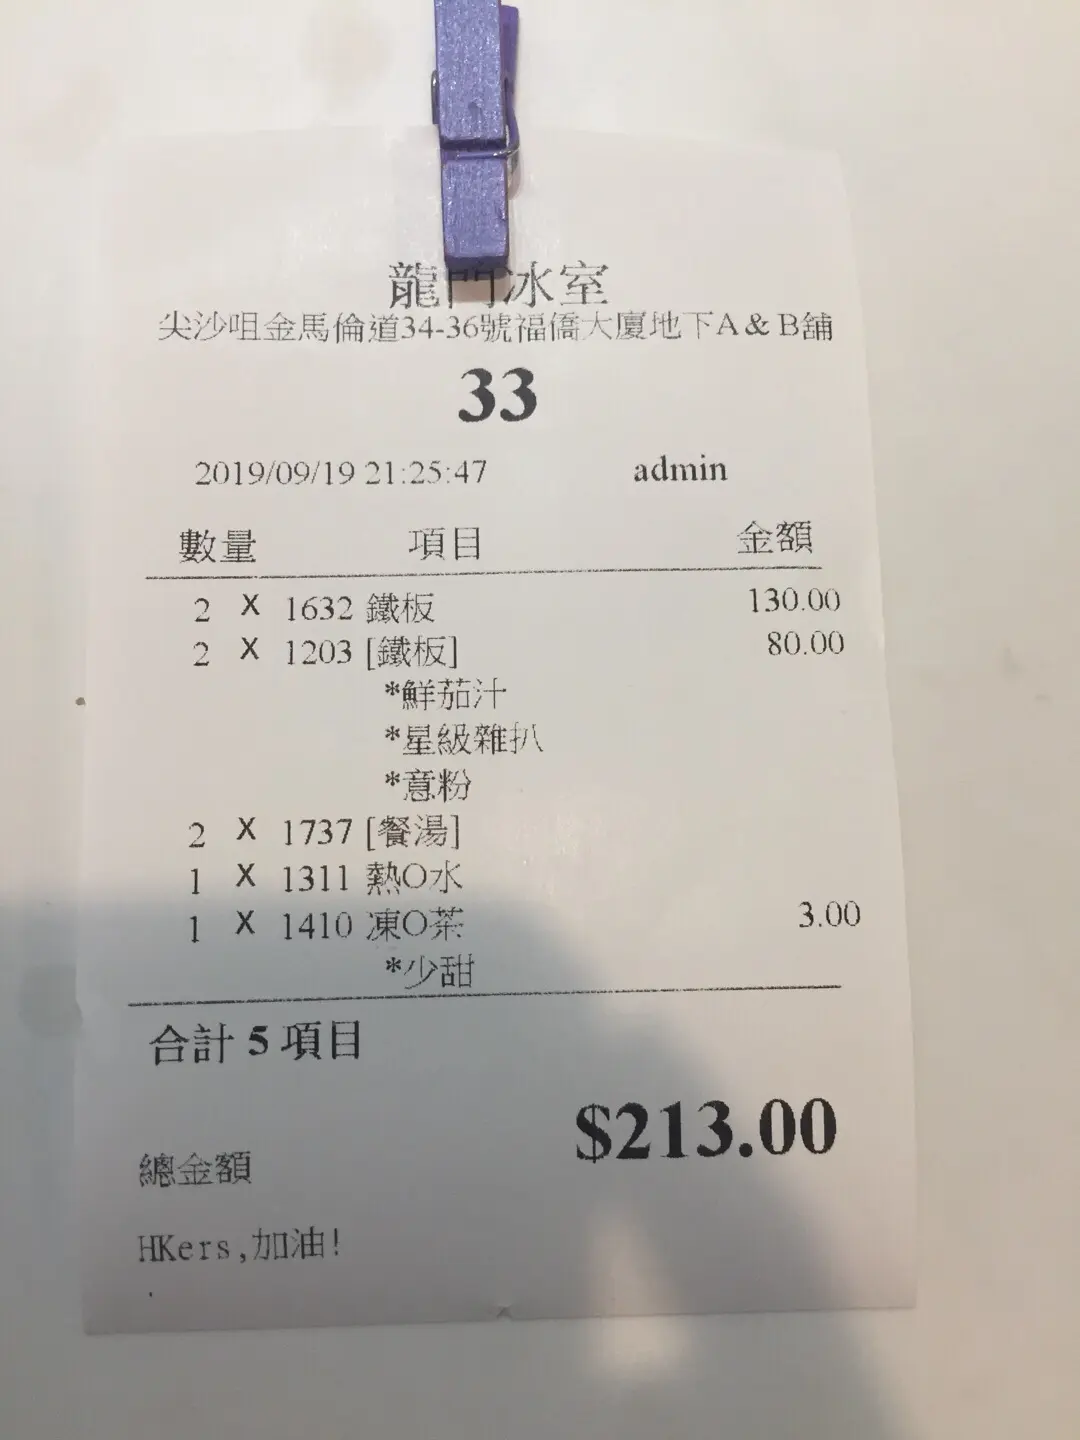 龍門冰室
尖沙咀金馬倫道34-36號福僑大廈地下A & B舖
33
2019/09/19 21:25:47 admin
數量 項目 金額
2 X 1632 鐵板 130.00
2 X 1203 [鐵板] 80.00
*鮮茄汁
*星級雜扒
*意粉
2 X 1737 [餐湯]
1 X 1311 熱O水
1 X 1410 凍O茶 3.00
*少甜
合計 5 項目
$213.00
總金額
HKers,加油!